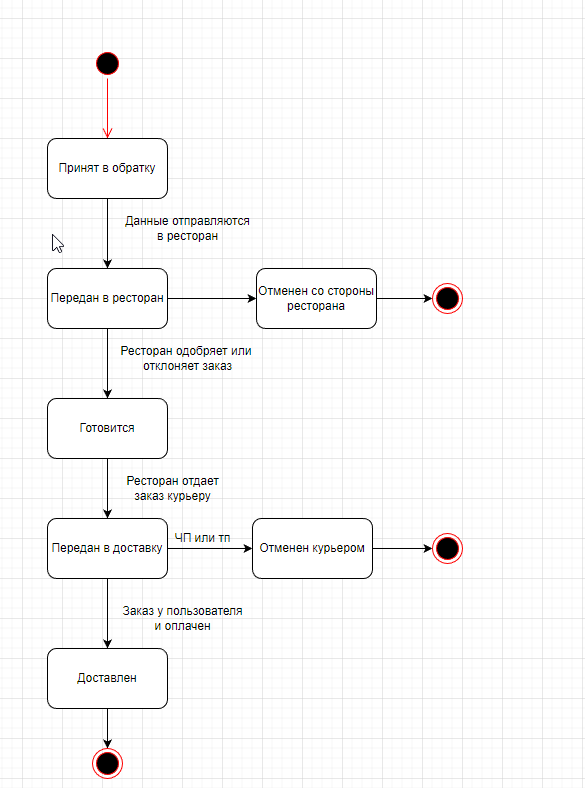 Принят в обратку
Данные отправляются
в ресторан
Передан в ресторан
Отменен со стороны
ресторана
Ресторан одобряет или
отклоняет заказ
Готовится
Ресторан отдает
заказ курьеру
Передан в доставку
ЧП или тп
Отменен курьером
Заказ у пользователя
и оплачен
Доставлен